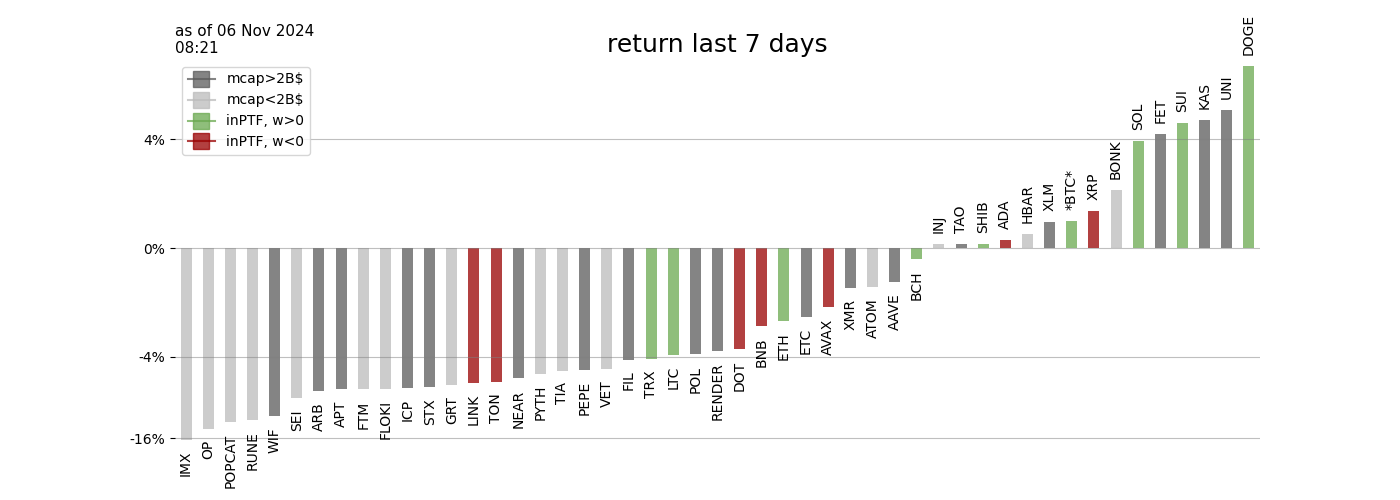 as of 06 Nov 2024
08:21
return last 7 days
mcap>2B$
mcap<2B$
inPTF, w>0
inPTF, w<0
4%
0%
-4%
-16%
IMX
OP
POPCAT
RUNE
WIF
SEI
ARB
APT
FTM
FLOKI
ICP
STX
GRT
LINK
TON
NEAR
PYTH
TIA
PEPE
VET
FIL
TRX
LTC
POL
RENDER
DOT
BNB
ETH
ETC
AVAX
XMR
ATOM
AAVE
BCH
INJ
TAO
SHIB
ADA
HBAR
XLM
*BTC*
XRP
BONK
SOL
FET
SUI
KAS
UNI
DOGE